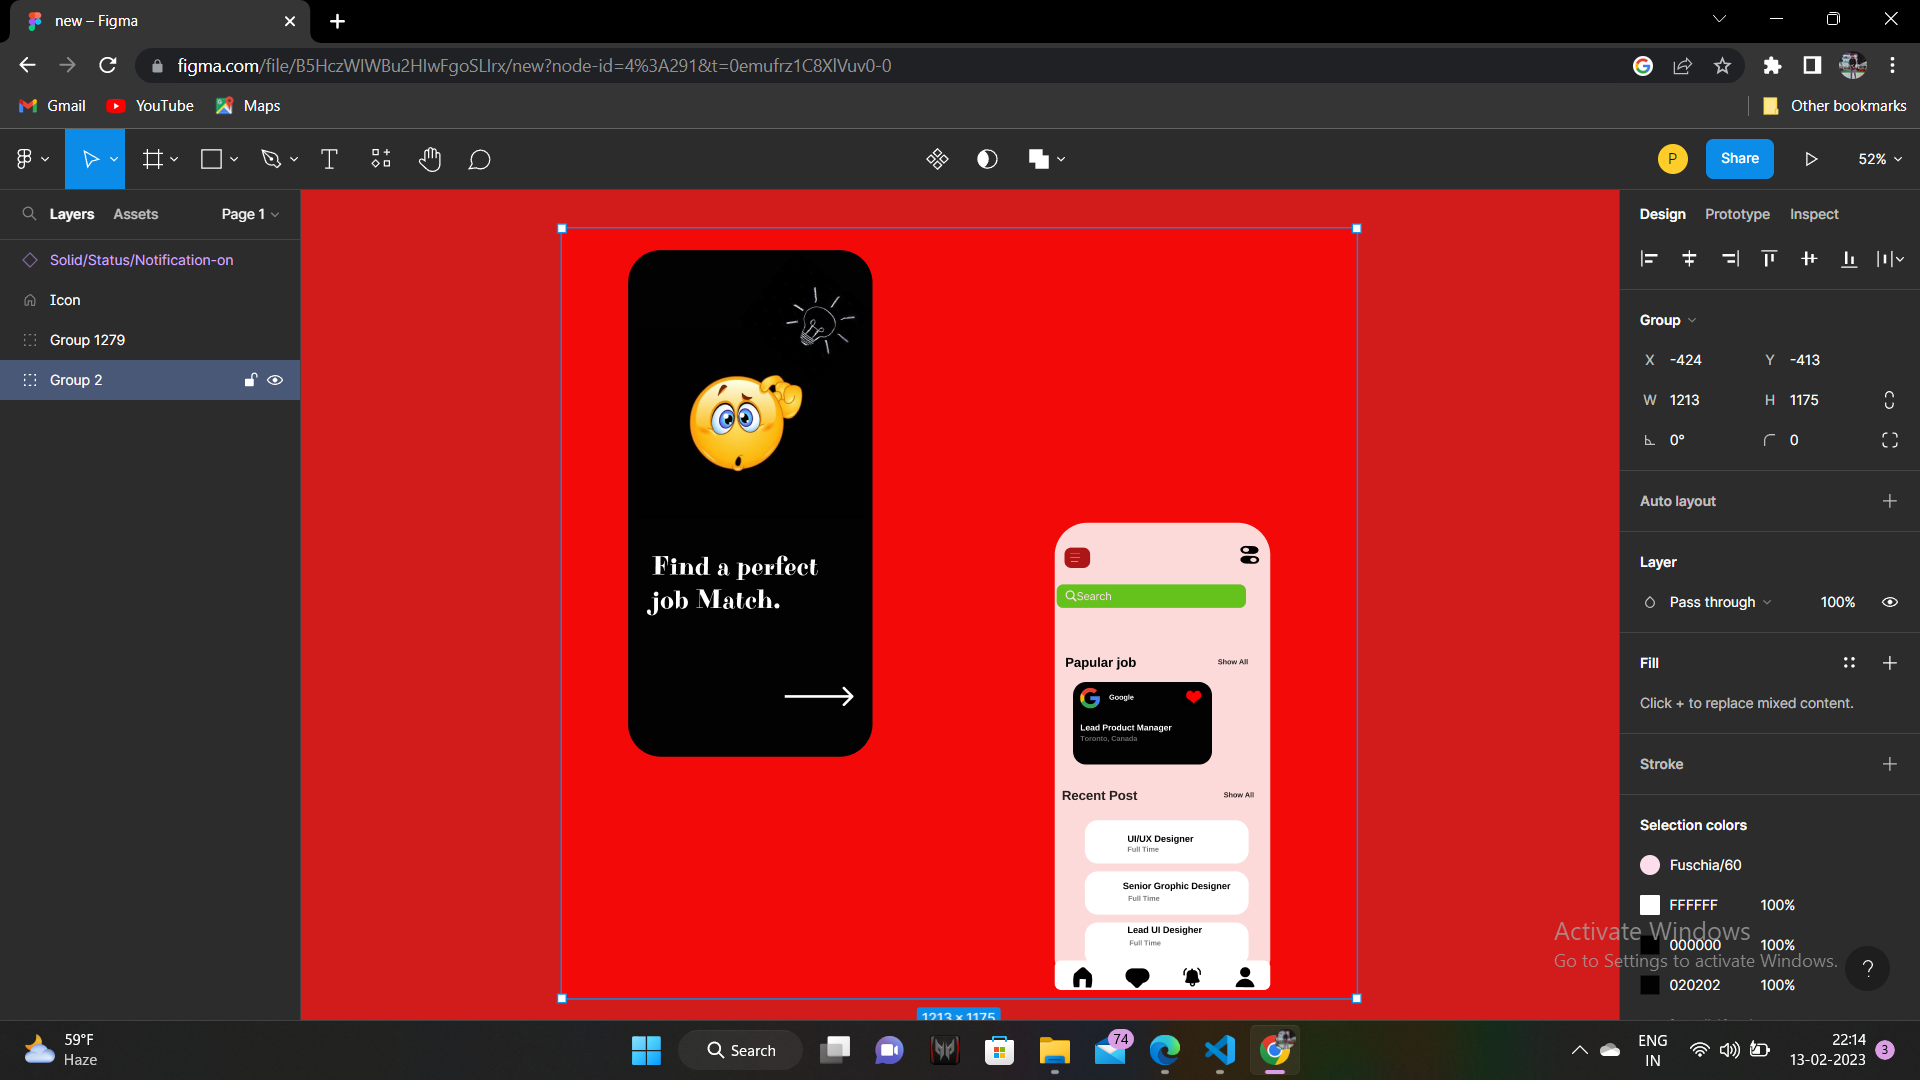 new – Figma
figma.com/file/B5HczWIWBu2HIwFgoSLIrx/new?node-id=4%3A291&t=0emufrz1C8XlVuv0-0
Gmail YouTube Maps Other bookmarks
P Share 52%
Layers Assets Page 1 Design Prototype Inspect
Solid/Status/Notification-on
Icon
Group 1279
Group 2
Find a perfect
job Match.
Search
Papular job Show All
Google
Lead Product Manager
Toronto, Canada
Recent Post Show All
UI/UX Designer
Full Time
Senior Grophic Designer
Full Time
Lead UI Desigher
Full Time
1213 × 1175
Group
X -424 Y -413
W 1213 H 1175
0° 0
Auto layout
Layer
Pass through 100%
Fill
Click + to replace mixed content.
Stroke
Selection colors
Fuschia/60
FFFFFF 100%
000000 100%
020202 100%
Activate Windows
Go to Settings to activate Windows.
?
59°F
Haze
Search
74
ENG
IN
22:14
13-02-2023
3